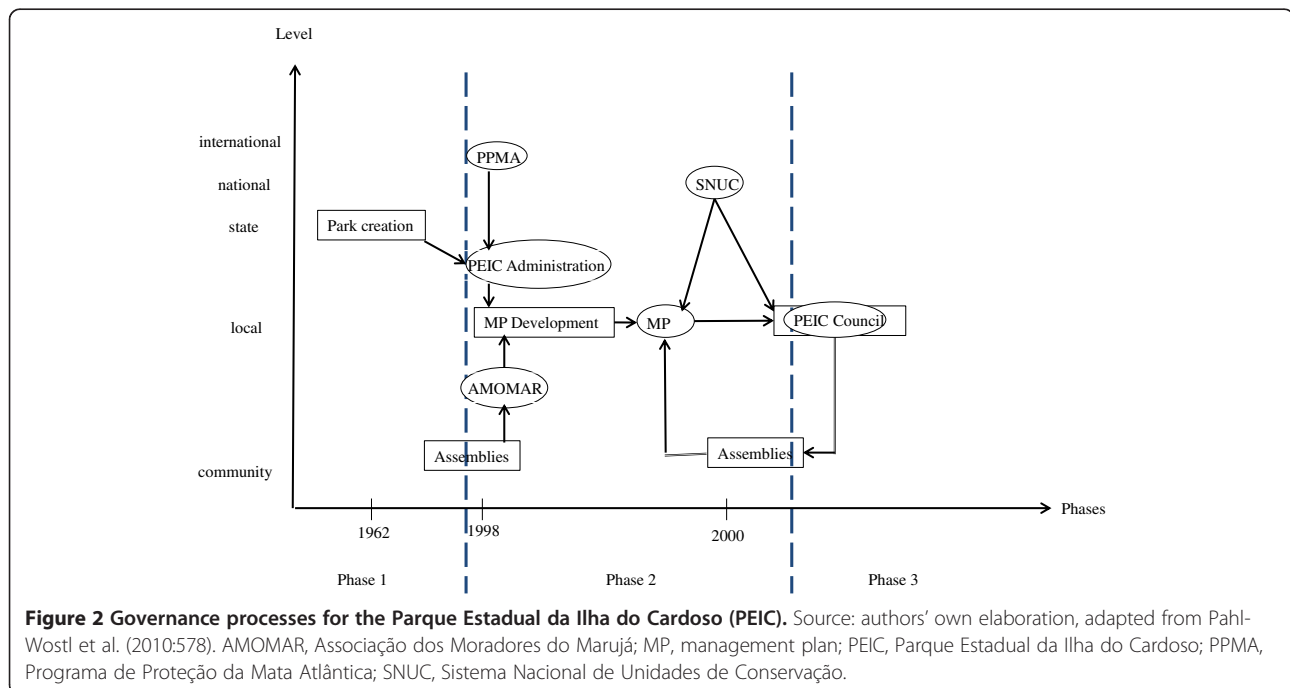 Level
international
PPMA
national
SNUC
state
Park creation
PEIC Administration
local
MP Development
MP
PEIC Council
AMOMAR
Assemblies
Assemblies
community
Phases
1962
1998
2000
Phase 1
Phase 2
Phase 3
Figure 2 Governance processes for the Parque Estadual da Ilha do Cardoso (PEIC). Source: authors’ own elaboration, adapted from Pahl-
Wostl et al. (2010:578). AMOMAR, Associação dos Moradores do Marujá; MP, management plan; PEIC, Parque Estadual da Ilha do Cardoso; PPMA,
Programa de Proteção da Mata Atlântica; SNUC, Sistema Nacional de Unidades de Conservação.